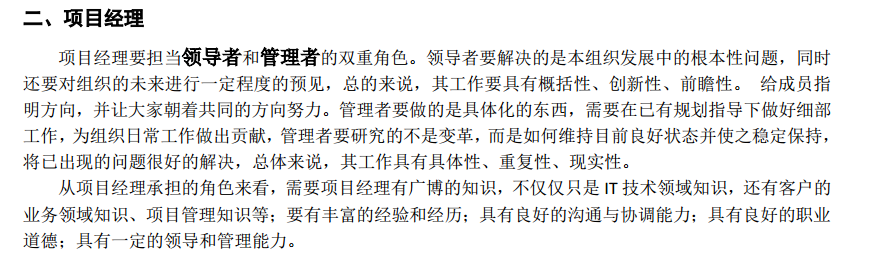 二、项目经理
项目经理要担当领导者和管理者的双重角色。领导者要解决的是本组织发展中的根本性问题，同时
还要对组织的未来进行一定程度的预见，总的来说，其工作要具有概括性、创新性、前瞻性。 给成员指
明方向，并让大家朝着共同的方向努力。管理者要做的是具体化的东西，需要在已有规划指导下做好细部
工作，为组织日常工作做出贡献，管理者要研究的不是变革，而是如何维持目前良好状态并使之稳定保持，
将已出现的问题很好的解决，总体来说，其工作具有具体性、重复性、现实性。
从项目经理承担的角色来看，需要项目经理有广博的知识，不仅仅只是 IT 技术领域知识，还有客户的
业务领域知识、项目管理知识等；要有丰富的经验和经历；具有良好的沟通与协调能力；具有良好的职业
道德；具有一定的领导和管理能力。